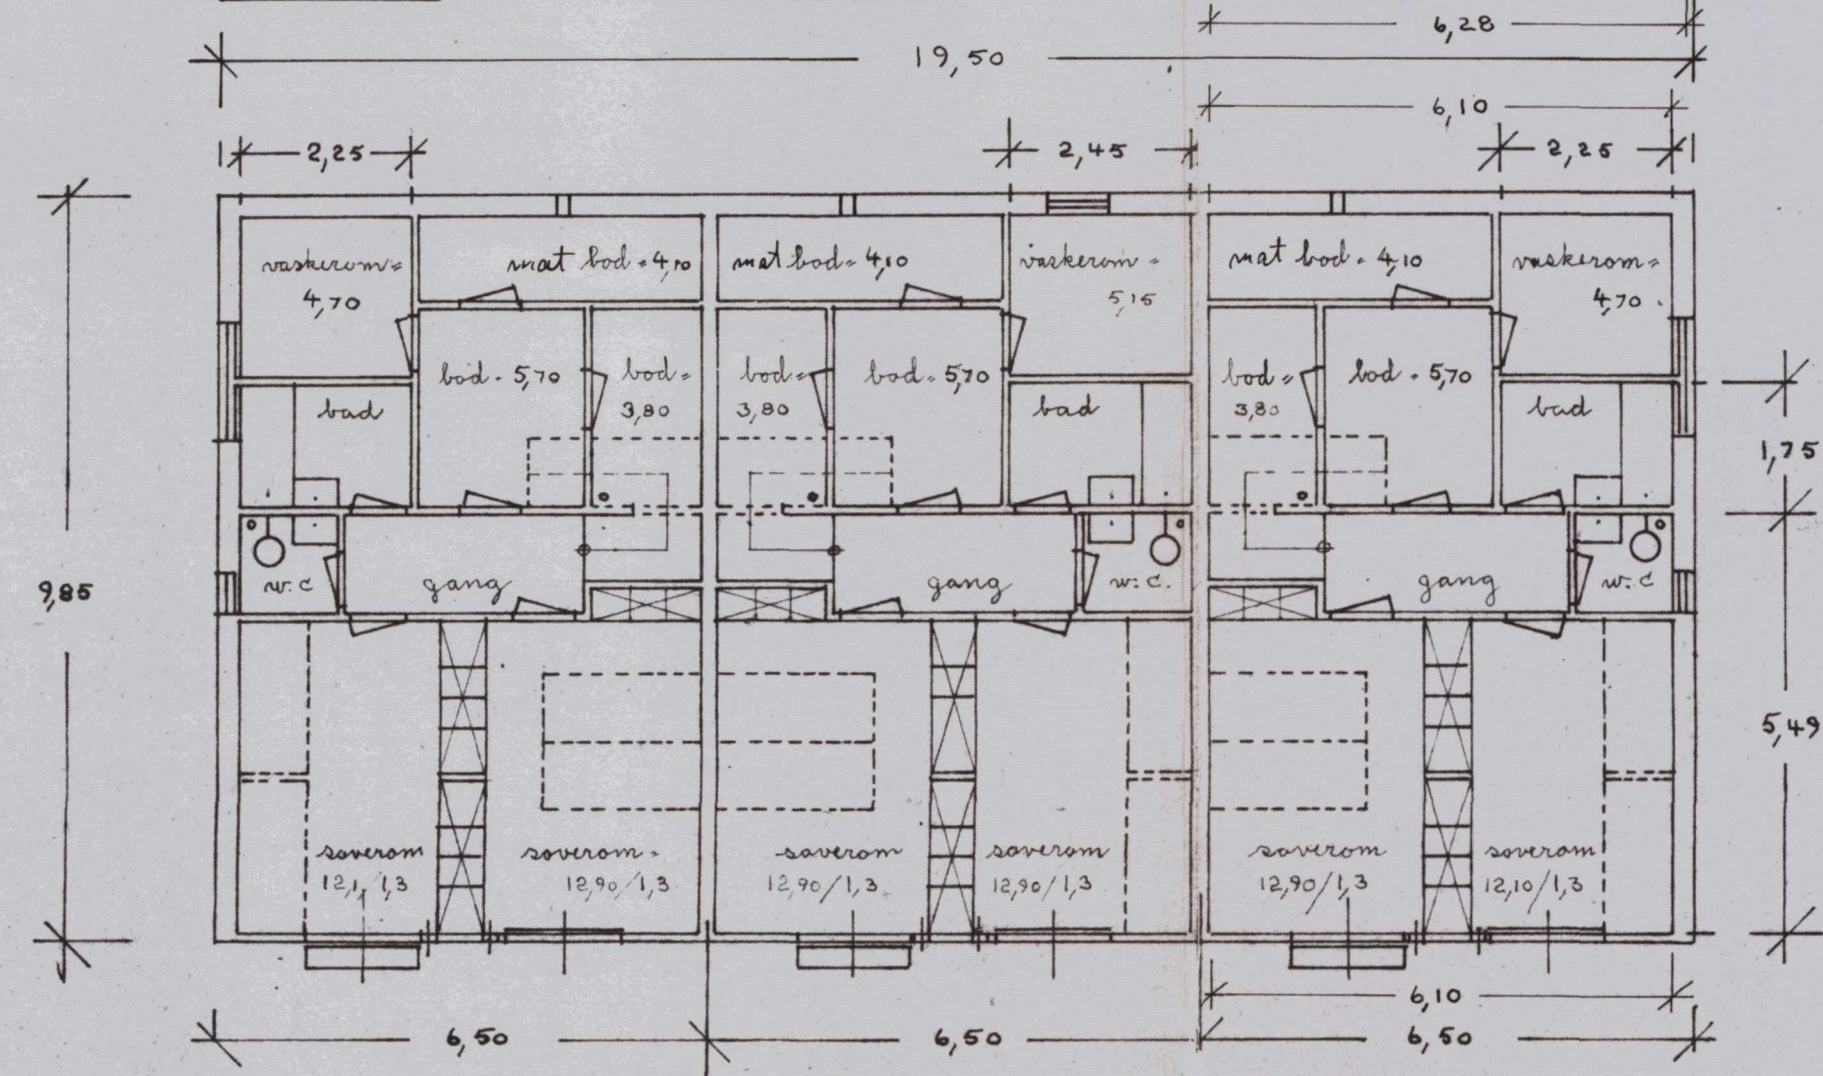 6,28
19,50
6,10
2,25
2,45
2,25
vaskerom=
4,70
mat bod = 4,10
mat bod = 4,10
vaskerom =
5,15
mat bod = 4,10
vaskerom =
4,70
bod = 5,70
bod =
3,80
bod =
3,80
bod = 5,70
bod =
3,80
bod = 5,70
bad
bad
bad
1,75
w.c
gang
gang
w.c.
gang
w.c
9,85
5,49
soverom
12,1 /1,3
soverom =
12,90/1,3
soverom
12,90/1,3
soverom
12,90/1,3
soverom
12,90/1,3
soverom
12,10/1,3
6,10
6,50
6,50
6,50